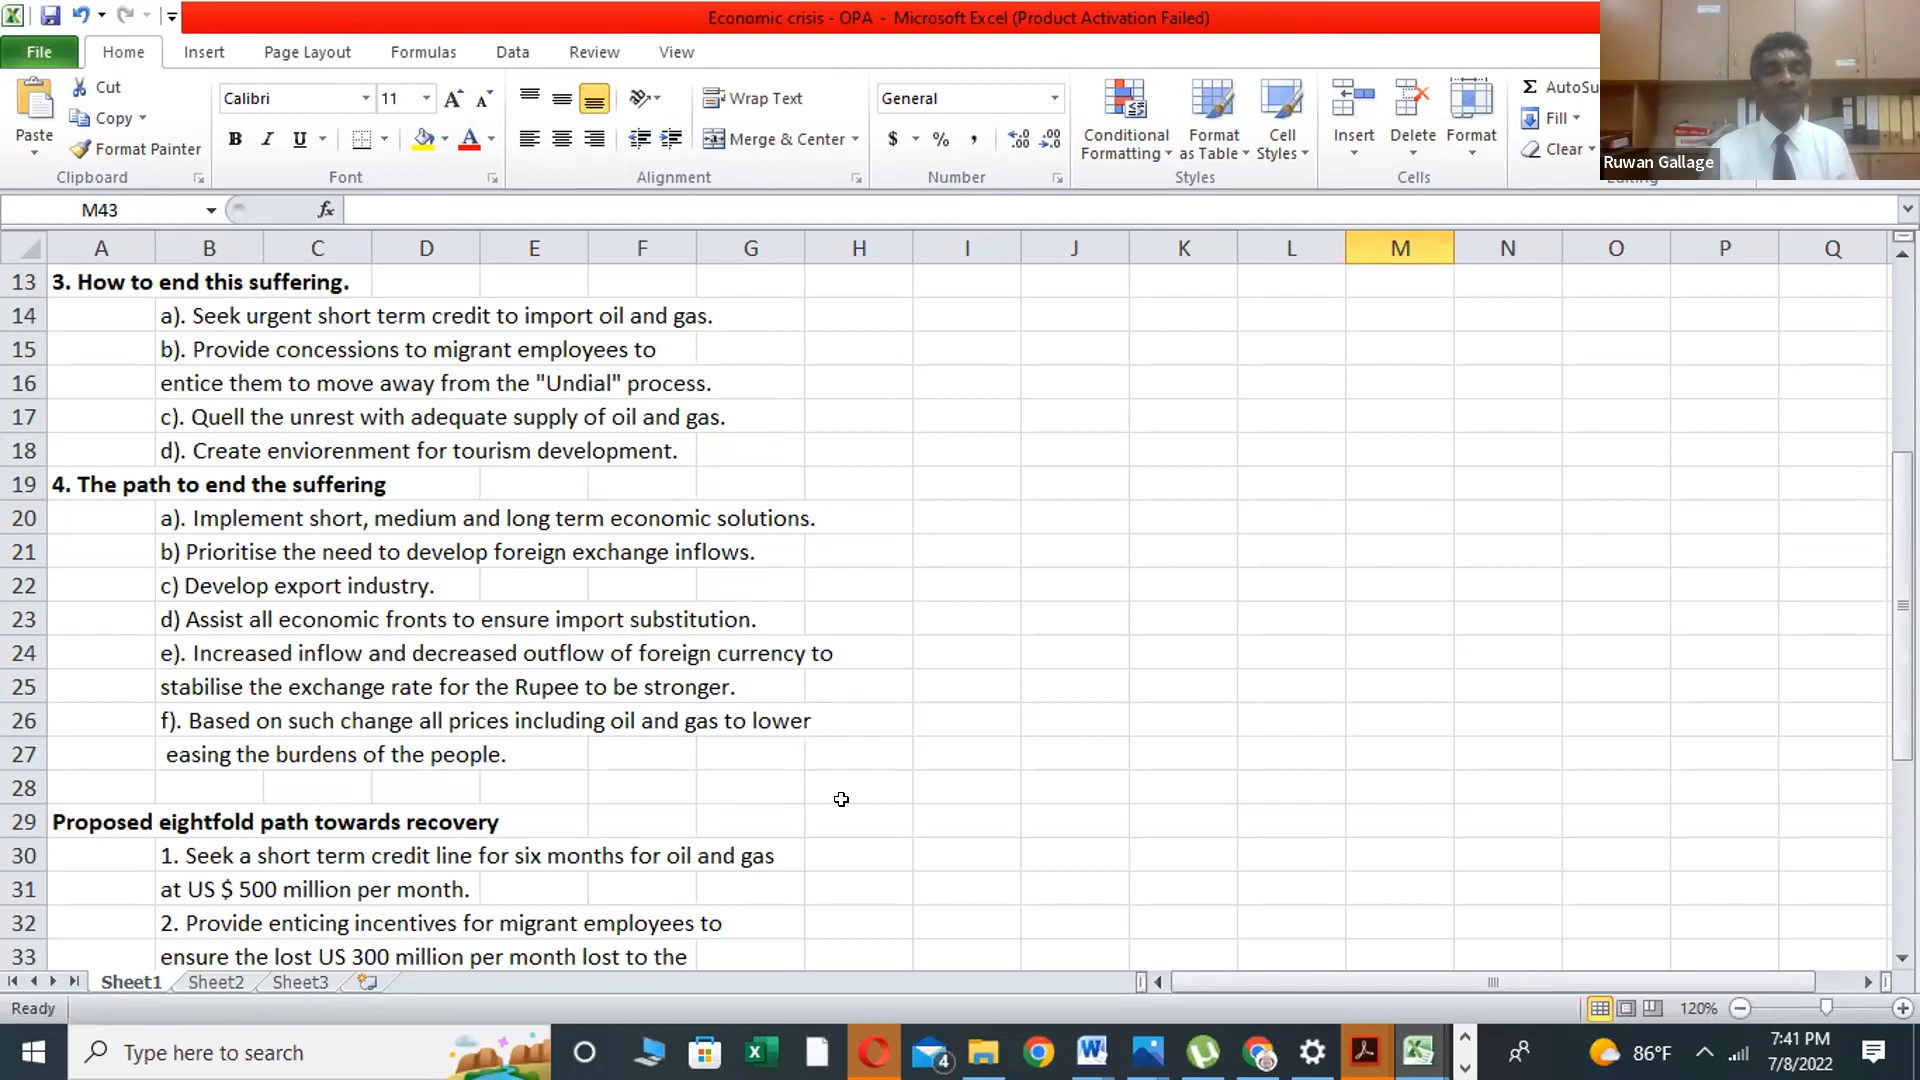 Economic crisis - OPA - Microsoft Excel (Product Activation Failed)
File Home Insert Page Layout Formulas Data Review View
Cut
Copy
Format Painter
Paste
Clipboard
Calibri 11
B I U
Font
Wrap Text
Merge & Center
Alignment
General
$ % ,
Number
Conditional Formatting
Format as Table
Cell Styles
Styles
Insert Delete Format
Cells
Σ AutoSu
Fill
Clear
Ruwan Gallage
M43 fx
A B C D E F G H I J K L M N O P Q
13 3. How to end this suffering.
14 a). Seek urgent short term credit to import oil and gas.
15 b). Provide concessions to migrant employees to
16 entice them to move away from the "Undial" process.
17 c). Quell the unrest with adequate supply of oil and gas.
18 d). Create enviorenment for tourism development.
19 4. The path to end the suffering
20 a). Implement short, medium and long term economic solutions.
21 b) Prioritise the need to develop foreign exchange inflows.
22 c) Develop export industry.
23 d) Assist all economic fronts to ensure import substitution.
24 e). Increased inflow and decreased outflow of foreign currency to
25 stabilise the exchange rate for the Rupee to be stronger.
26 f). Based on such change all prices including oil and gas to lower
27 easing the burdens of the people.
28
29 Proposed eightfold path towards recovery
30 1. Seek a short term credit line for six months for oil and gas
31 at US $ 500 million per month.
32 2. Provide enticing incentives for migrant employees to
33 ensure the lost US 300 million per month lost to the
Sheet1 Sheet2 Sheet3
Ready 120%
Type here to search
4
86°F
7:41 PM
7/8/2022